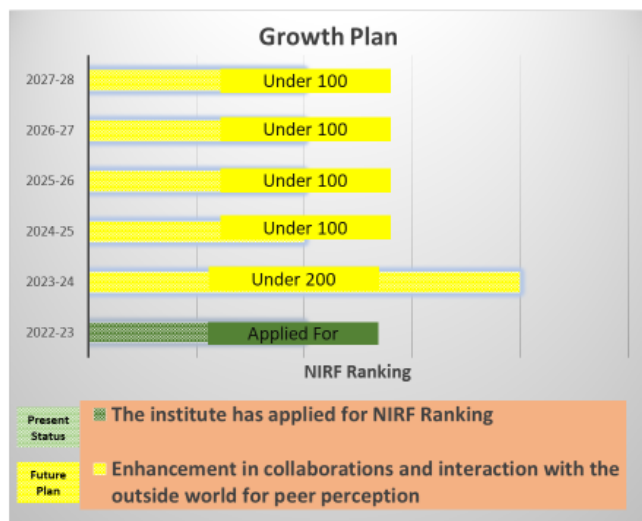 Growth Plan
2027-28
Under 100
2026-27
Under 100
2025-26
Under 100
2024-25
Under 100
2023-24
Under 200
2022-23
Applied For
NIRF Ranking
Present
Status
The institute has applied for NIRF Ranking
Future
Plan
Enhancement in collaborations and interaction with the
outside world for peer perception